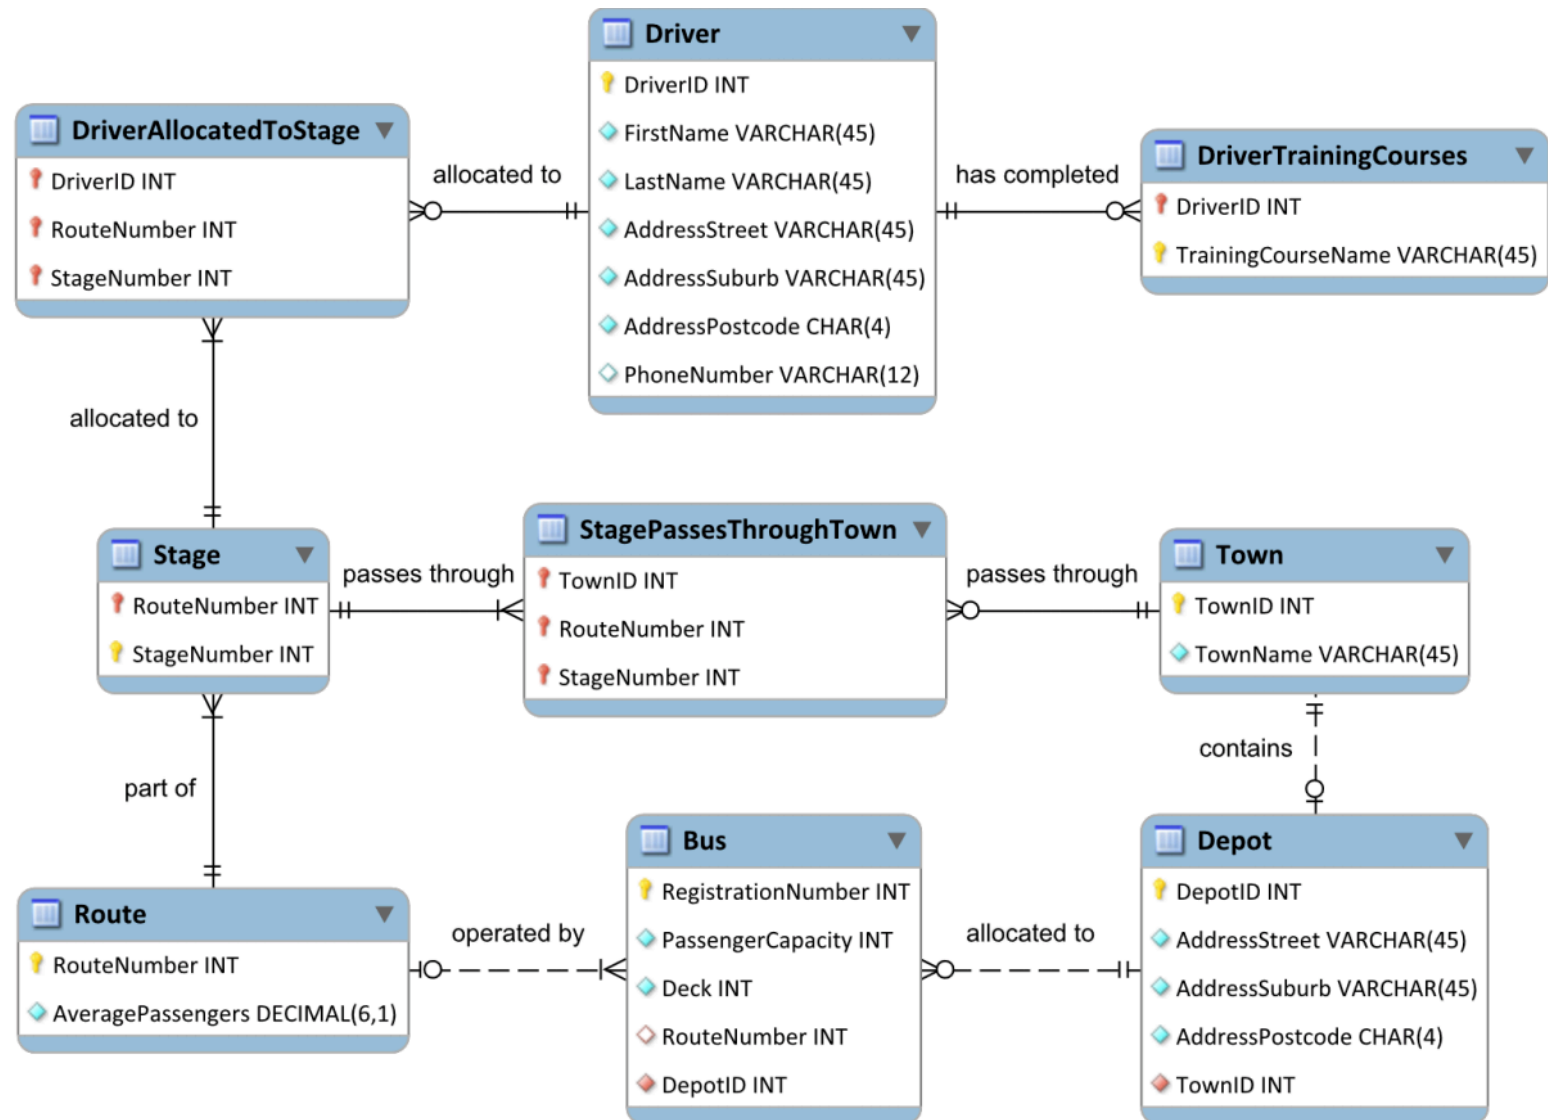 Driver
DriverID INT
FirstName VARCHAR(45)
LastName VARCHAR(45)
AddressStreet VARCHAR(45)
AddressSuburb VARCHAR(45)
AddressPostcode CHAR(4)
PhoneNumber VARCHAR(12)
DriverAllocatedToStage
DriverID INT
RouteNumber INT
StageNumber INT
allocated to
has completed
DriverTrainingCourses
DriverID INT
TrainingCourseName VARCHAR(45)
allocated to
Stage
RouteNumber INT
StageNumber INT
passes through
StagePassesThroughTown
TownID INT
RouteNumber INT
StageNumber INT
passes through
Town
TownID INT
TownName VARCHAR(45)
part of
contains
Route
RouteNumber INT
AveragePassengers DECIMAL(6,1)
operated by
Bus
RegistrationNumber INT
PassengerCapacity INT
Deck INT
RouteNumber INT
DepotID INT
allocated to
Depot
DepotID INT
AddressStreet VARCHAR(45)
AddressSuburb VARCHAR(45)
AddressPostcode CHAR(4)
TownID INT